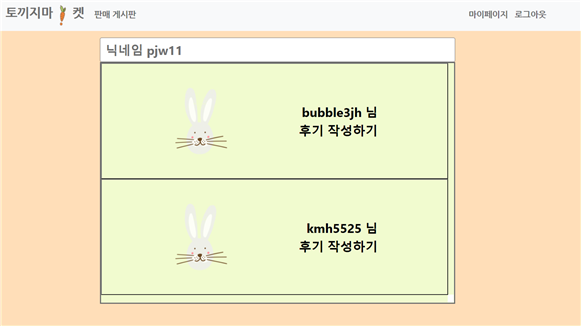 토끼지마 켓 판매 게시판 마이페이지 로그아웃
닉네임 pjw11
bubble3jh 님
후기 작성하기
kmh5525 님
후기 작성하기